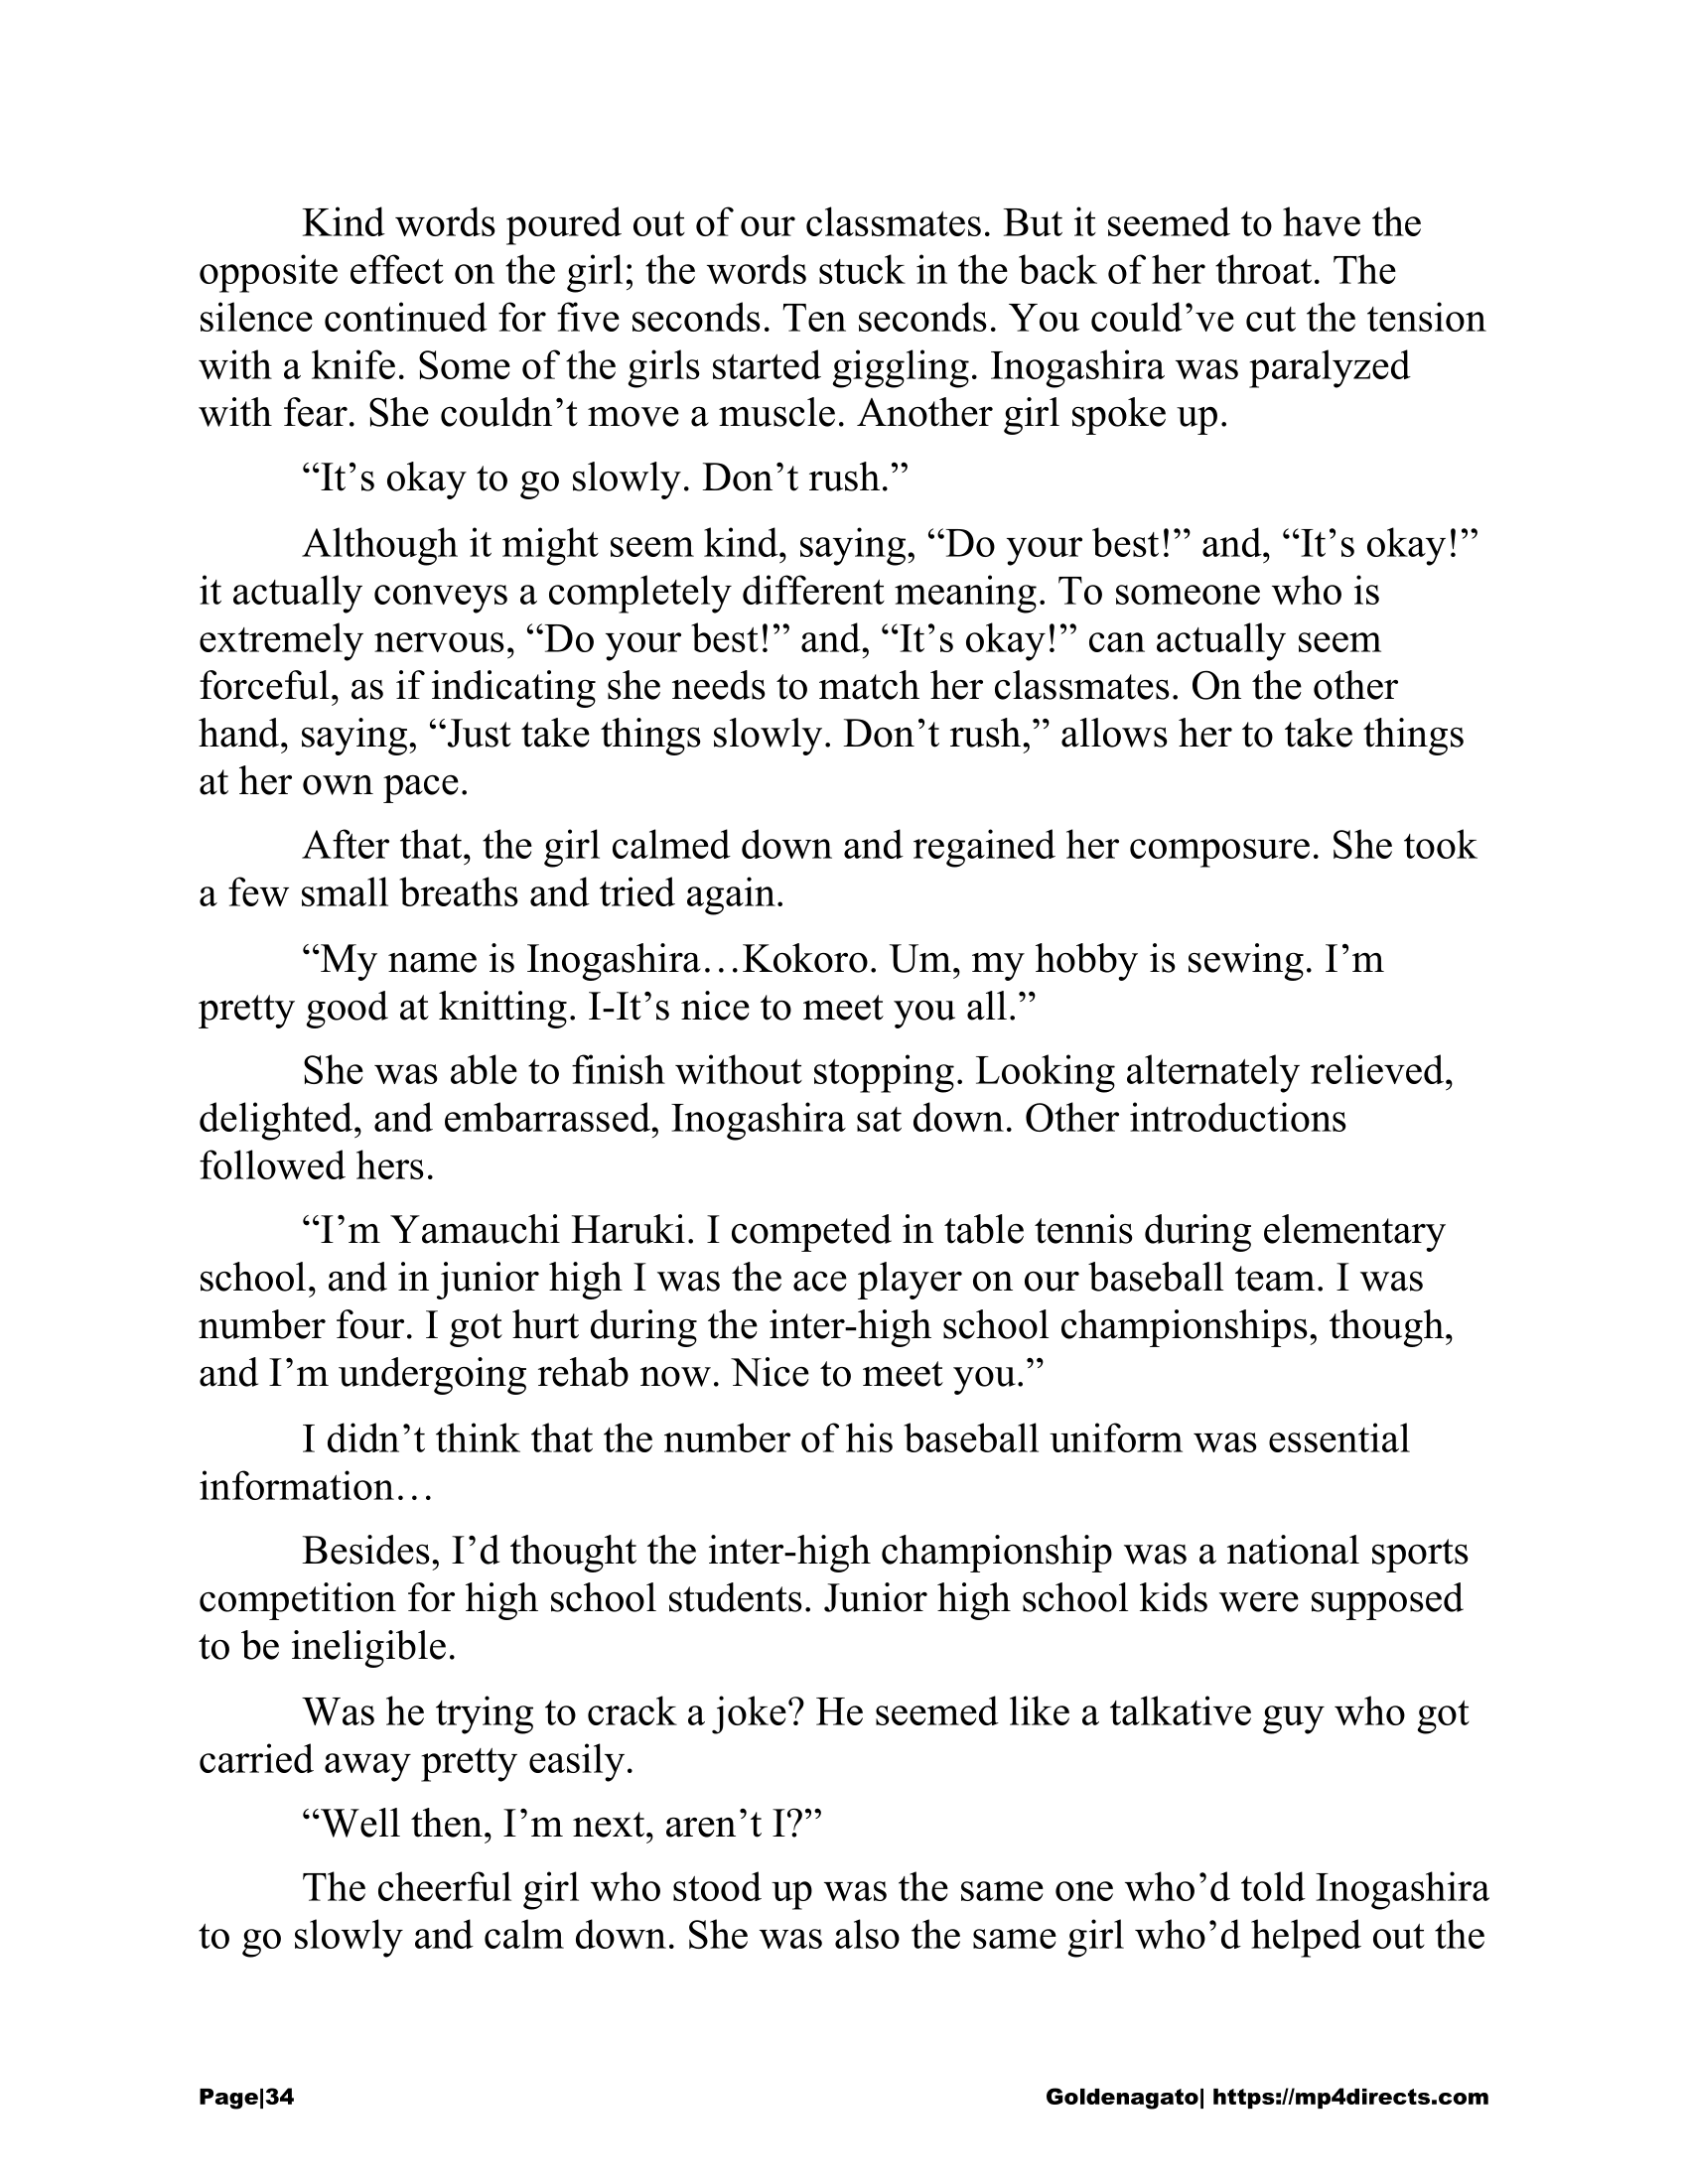 Kind words poured out of our classmates. But it seemed to have the
opposite effect on the girl; the words stuck in the back of her throat. The
silence continued for five seconds. Ten seconds. You could’ve cut the tension
with a knife. Some of the girls started giggling. Inogashira was paralyzed
with fear. She couldn’t move a muscle. Another girl spoke up.
“It’s okay to go slowly. Don’t rush.”
Although it might seem kind, saying, “Do your best!” and, “It’s okay!”
it actually conveys a completely different meaning. To someone who is
extremely nervous, “Do your best!” and, “It’s okay!” can actually seem
forceful, as if indicating she needs to match her classmates. On the other
hand, saying, “Just take things slowly. Don’t rush,” allows her to take things
at her own pace.
After that, the girl calmed down and regained her composure. She took
a few small breaths and tried again.
“My name is Inogashira…Kokoro. Um, my hobby is sewing. I’m
pretty good at knitting. I-It’s nice to meet you all.”
She was able to finish without stopping. Looking alternately relieved,
delighted, and embarrassed, Inogashira sat down. Other introductions
followed hers.
“I’m Yamauchi Haruki. I competed in table tennis during elementary
school, and in junior high I was the ace player on our baseball team. I was
number four. I got hurt during the inter-high school championships, though,
and I’m undergoing rehab now. Nice to meet you.”
I didn’t think that the number of his baseball uniform was essential
information…
Besides, I’d thought the inter-high championship was a national sports
competition for high school students. Junior high school kids were supposed
to be ineligible.
Was he trying to crack a joke? He seemed like a talkative guy who got
carried away pretty easily.
“Well then, I’m next, aren’t I?”
The cheerful girl who stood up was the same one who’d told Inogashira
to go slowly and calm down. She was also the same girl who’d helped out the
Page|34 Goldenagato| https://mp4directs.com